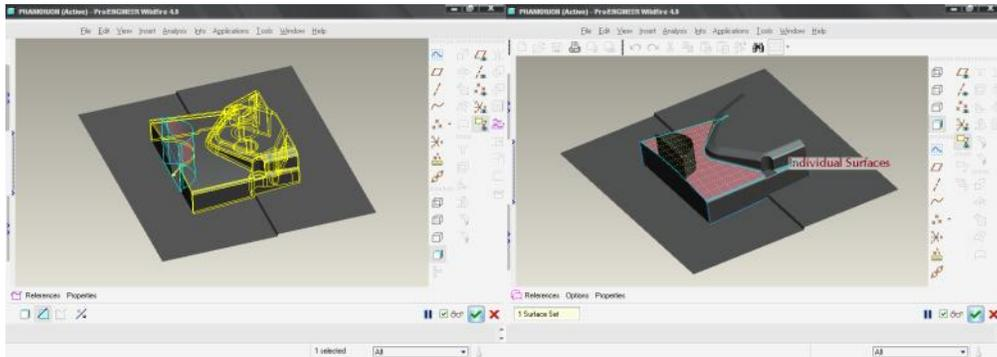 PHANKHUON (Active) - Pro/ENGINEER Wildfire 4.0
File Edit View Insert Analysis Info Applications Tools Window Help
References Properties
1 selected
All
PHANKHUON (Active) - Pro/ENGINEER Wildfire 4.0
File Edit View Insert Analysis Info Applications Tools Window Help
Individual Surfaces
References Options Properties
1 Surface Set
All